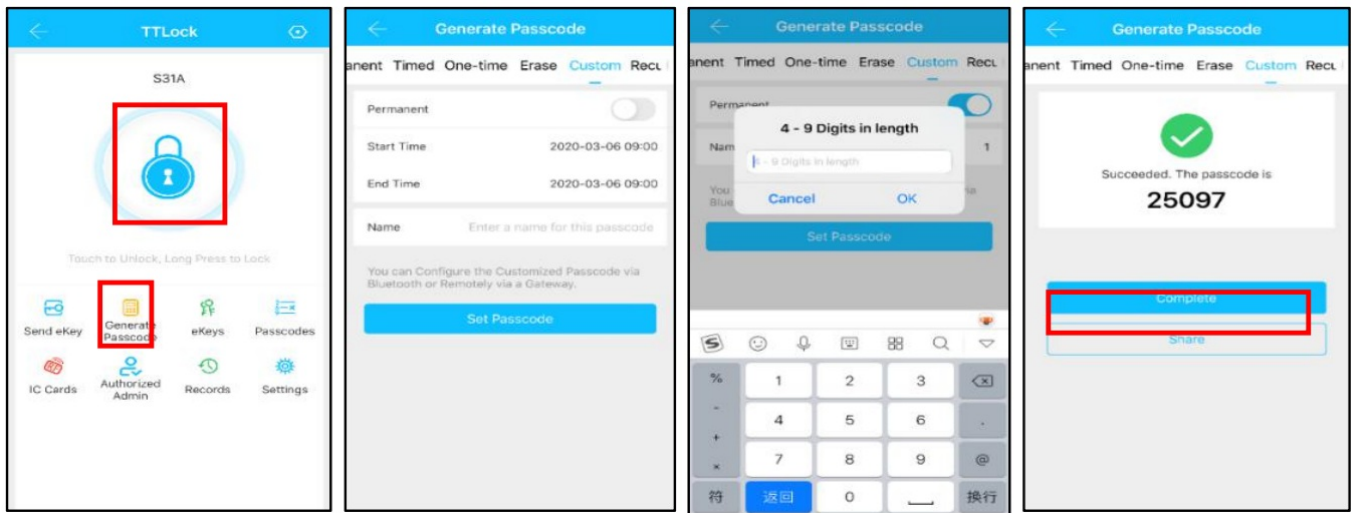 TTLock
S31A
Touch to Unlock, Long Press to Lock
Send eKey
Generate
Passcode
eKeys
Passcodes
IC Cards
Authorized
Admin
Records
Settings
Generate Passcode
anent Timed One-time Erase Custom Recu
Permanent
Start Time 2020-03-06 09:00
End Time 2020-03-06 09:00
Name Enter a name for this passcode
You can Configure the Customized Passcode via
Bluetooth or Remotely via a Gateway.
Set Passcode
Generate Passcode
anent Timed One-time Erase Custom Recu
Permanent
4 - 9 Digits in length
Nam 1
4 - 9 Digits in length
You via
Blue
Cancel OK
Set Passcode
S
% 1 2 3
- 4 5 6 .
+
× 7 8 9 @
符 返回 0 换行
Generate Passcode
anent Timed One-time Erase Custom Recu
Succeeded. The passcode is
25097
Complete
Share